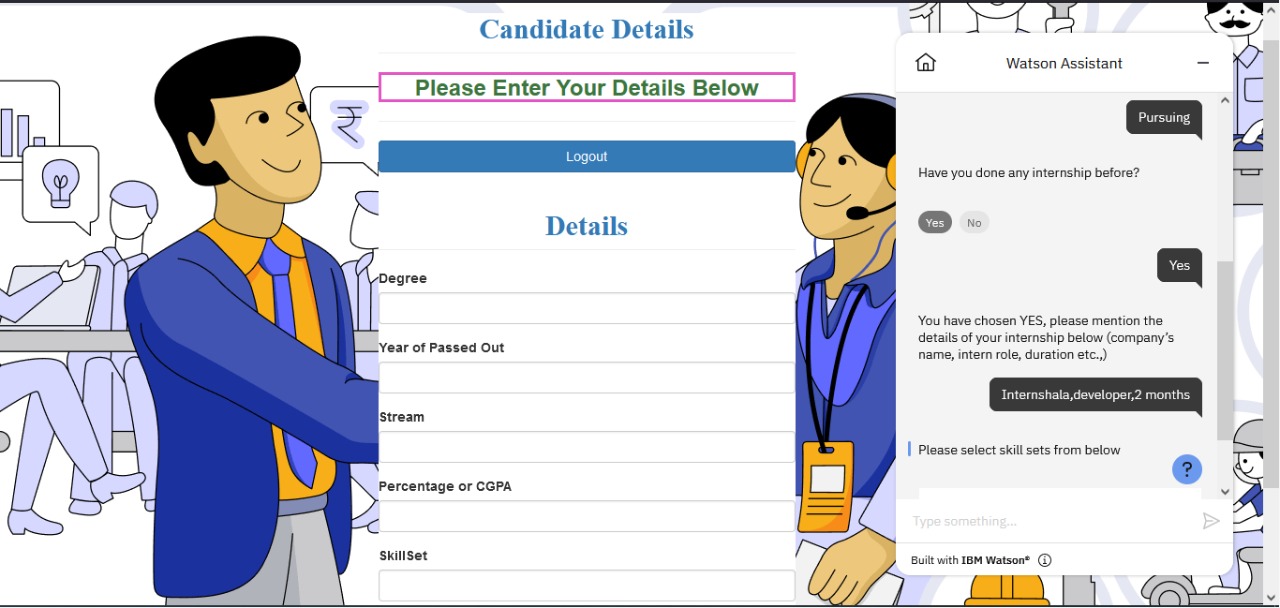 Candidate Details
Please Enter Your Details Below
Logout
Details
Degree
Year of Passed Out
Stream
Percentage or CGPA
SkillSet
₹
Watson Assistant
Pursuing
Have you done any internship before?
Yes No
Yes
You have chosen YES, please mention the
details of your internship below (company's
name, intern role, duration etc.,)
Internshala,developer,2 months
Please select skill sets from below
?
Type something...
Built with IBM Watson®